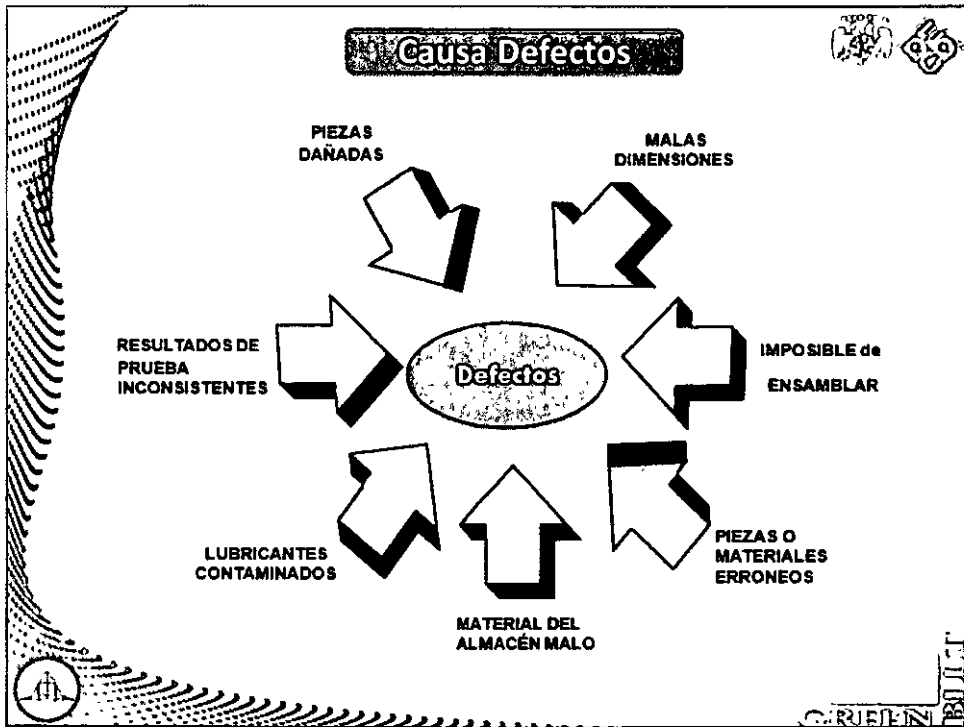 Causa Defectos
PIEZAS
DAÑADAS
MALAS
DIMENSIONES
RESULTADOS DE
PRUEBA
INCONSISTENTES
Defectos
IMPOSIBLE de
ENSAMBLAR
LUBRICANTES
CONTAMINADOS
PIEZAS O
MATERIALES
ERRONEOS
MATERIAL DEL
ALMACÉN MALO